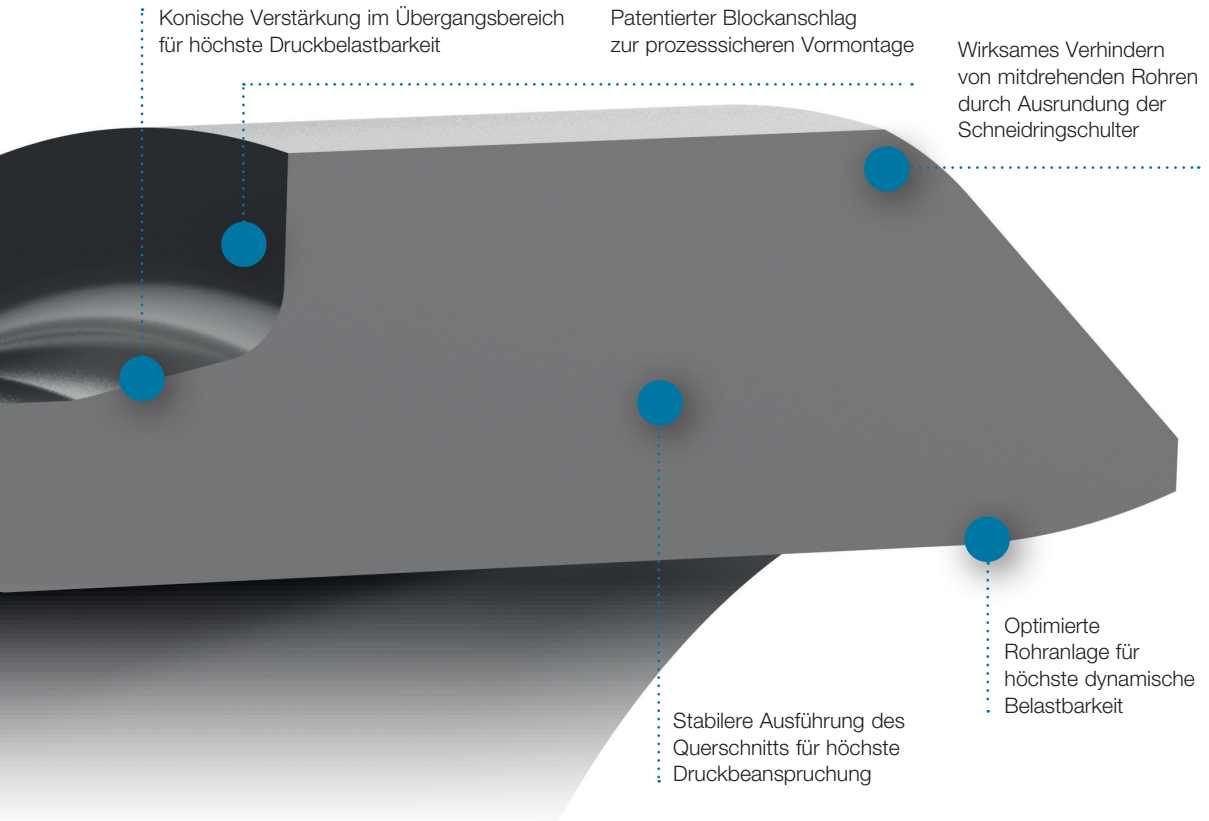 Konische Verstärkung im Übergangsbereich
für höchste Druckbelastbarkeit
Patentierter Blockanschlag
zur prozesssicheren Vormontage
Wirksames Verhindern
von mitdrehenden Rohren
durch Ausrundung der
Schneidringschulter
Optimierte
Rohranlage für
höchste dynamische
Belastbarkeit
Stabilere Ausführung des
Querschnitts für höchste
Druckbeanspruchung